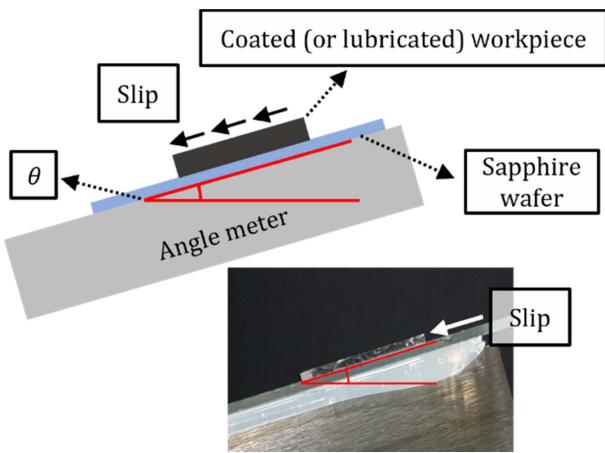 Coated (or lubricated) workpiece
Slip
θ
Sapphire
wafer
Angle meter
Slip